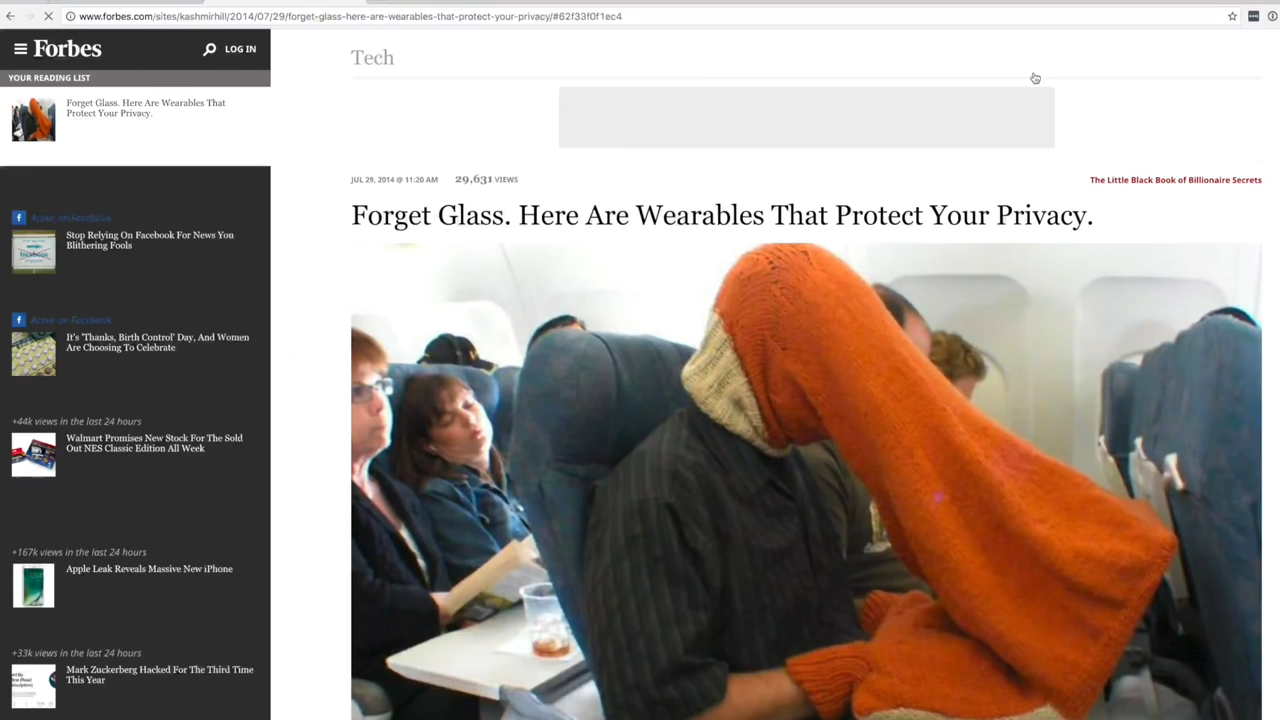 www.forbes.com/sites/kashmirhill/2014/07/29/forget-glass-here-are-wearables-that-protect-your-privacy/#62f33f0f1ec4
Forbes
LOG IN
YOUR READING LIST
Forget Glass. Here Are Wearables That
Protect Your Privacy.
Active on Facebook
Stop Relying On Facebook For News You
Blithering Fools
Active on Facebook
It's 'Thanks, Birth Control' Day, And Women
Are Choosing To Celebrate
+44k views in the last 24 hours
Walmart Promises New Stock For The Sold
Out NES Classic Edition All Week
+167k views in the last 24 hours
Apple Leak Reveals Massive New iPhone
+33k views in the last 24 hours
Mark Zuckerberg Hacked For The Third Time
This Year
Tech
JUL 29, 2014 @ 11:20 AM
29,631 VIEWS
The Little Black Book of Billionaire Secrets
Forget Glass. Here Are Wearables That Protect Your Privacy.